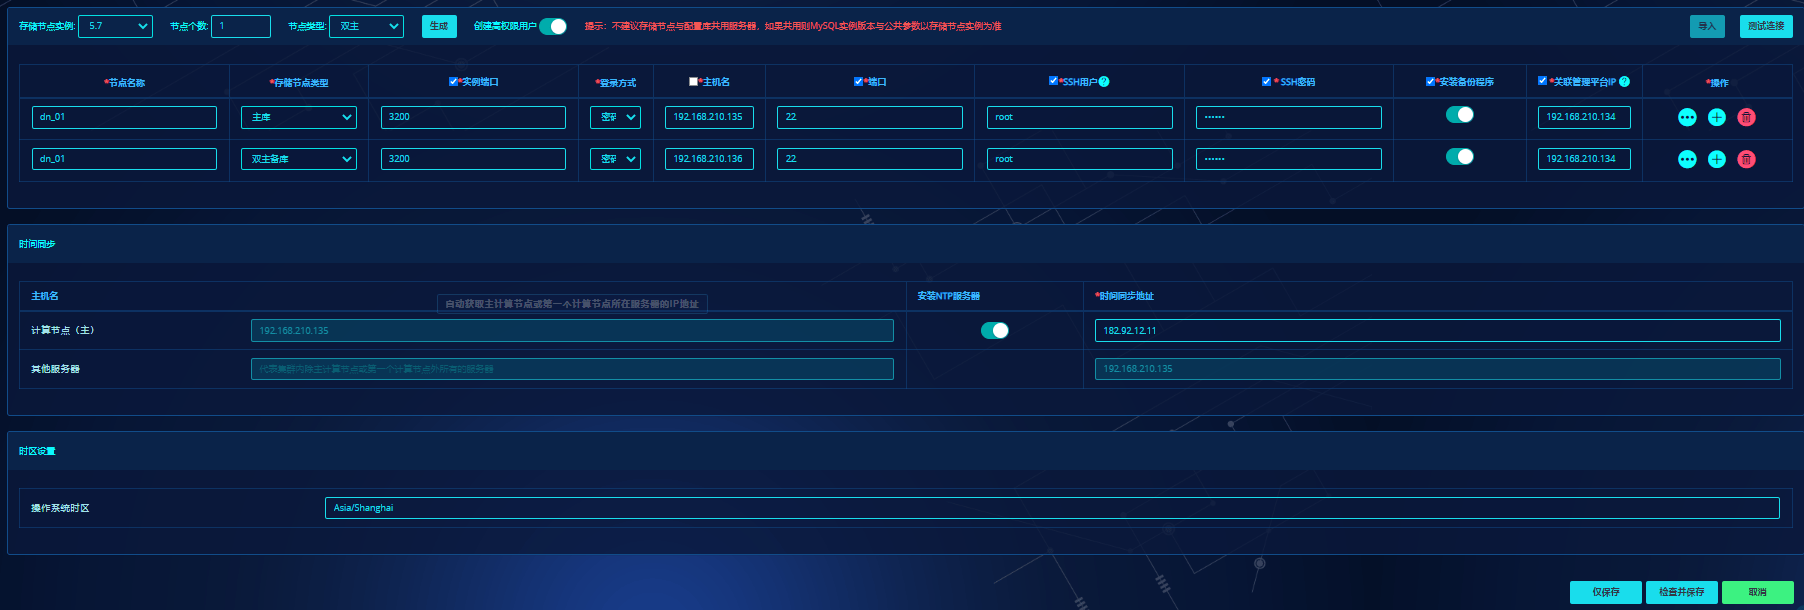 存储节点实例: 5.7 节点个数: 1 节点类型: 双主 生成 创建高权限用户 提示：不建议存储节点与配置库共用服务器，如果共用则MySQL实例版本与公共参数以存储节点实例为准 导入 测试连接
*节点名称 *存储节点类型 *实例端口 *登录方式 *主机名 *端口 *SSH用户 ? * SSH密码 *安装备份程序 *关联管理平台IP ? *操作
dn_01 主库 3200 密码 192.168.210.135 22 root •••••• 192.168.210.134
dn_01 双主备库 3200 密码 192.168.210.136 22 root •••••• 192.168.210.134
时间同步
主机名 安装NTP服务器 *时间同步地址
自动获取主计算节点或第一个计算节点所在服务器的IP地址
计算节点（主） 192.168.210.135 182.92.12.11
其他服务器 代表集群内除主计算节点或第一个计算节点外所有的服务器 192.168.210.135
时区设置
操作系统时区 Asia/Shanghai
仅保存 检查并保存 取消